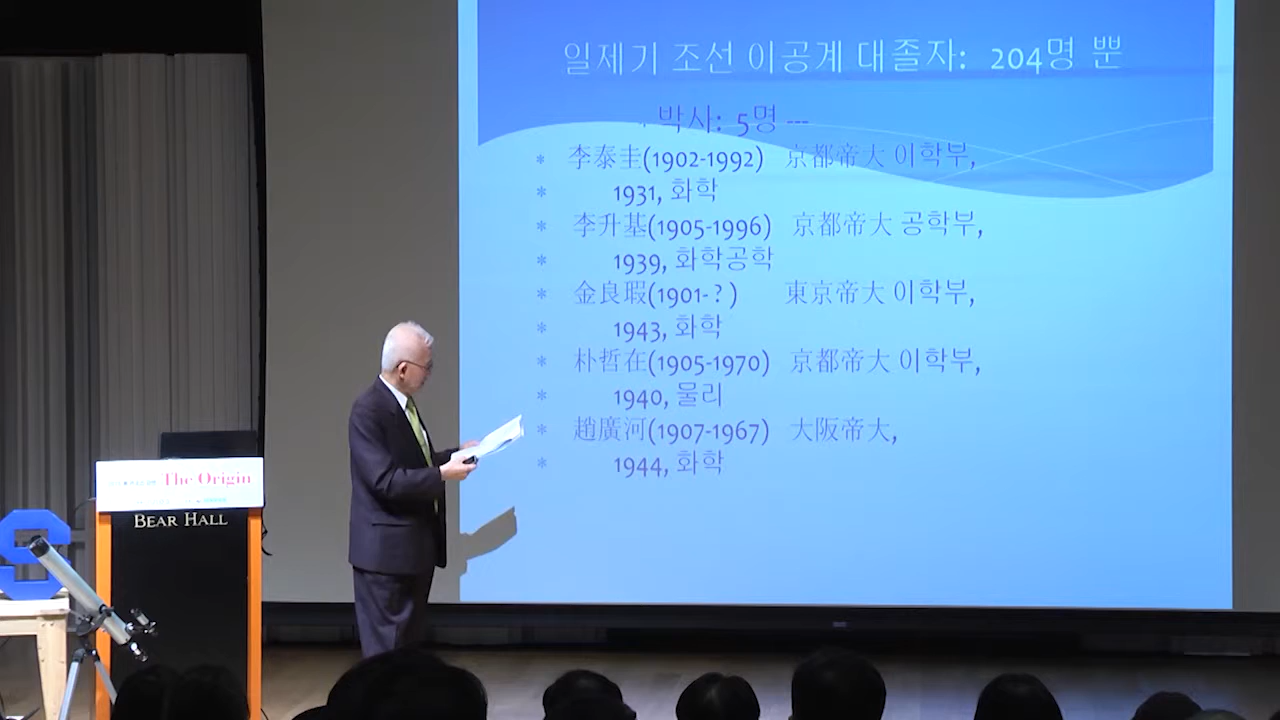 일제기 조선 이공계 대졸자: 204명 뿐
박사: 5명 ---
* 李泰圭(1902-1992) 京都帝大 이학부,
* 1931, 화학
* 李升基(1905-1996) 京都帝大 공학부,
* 1939, 화학공학
* 金良瑕(1901- ? ) 東京帝大 이학부,
* 1943, 화학
* 朴哲在(1905-1970) 京都帝大 이학부,
* 1940, 물리
* 趙廣河(1907-1967) 大阪帝大,
* 1944, 화학
The Origin
BEAR HALL